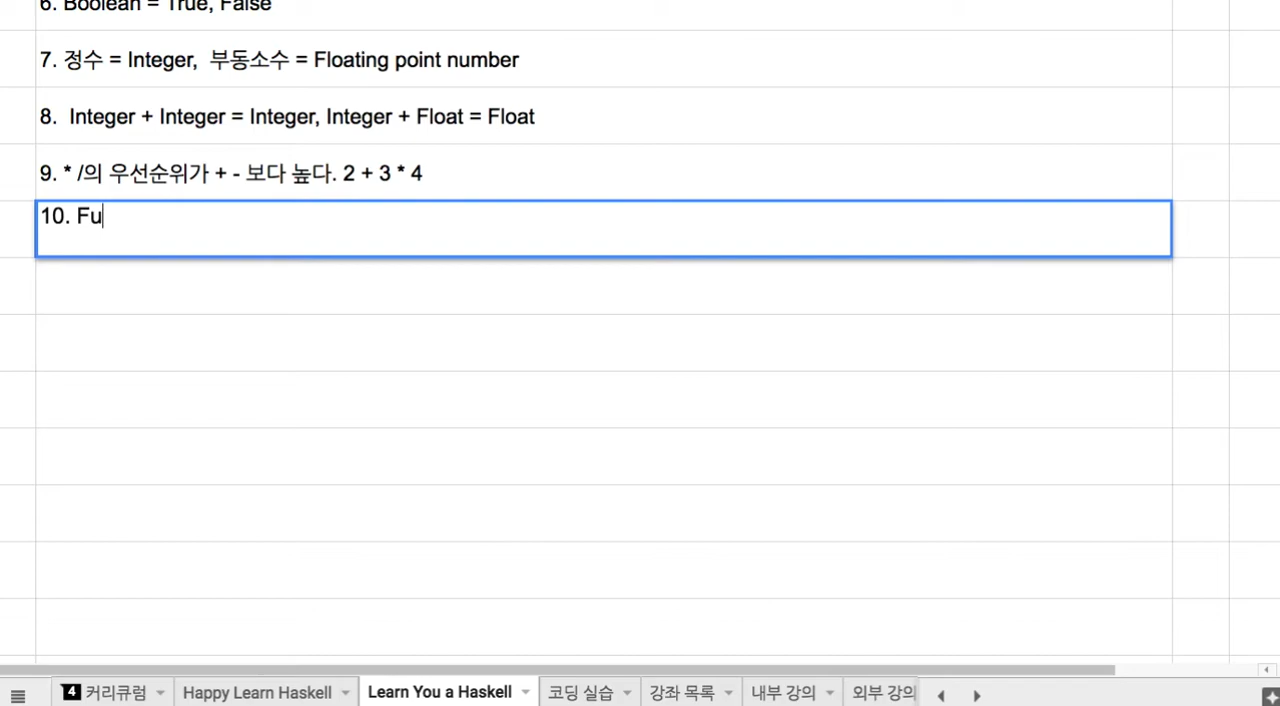 6. Boolean = True, False
7. 정수 = Integer,  부동소수 = Floating point number
8.  Integer + Integer = Integer, Integer + Float = Float
9. * /의 우선순위가 + - 보다 높다. 2 + 3 * 4
10. Fu
4 커리큐럼 Happy Learn Haskell Learn You a Haskell 코딩 실습 강좌 목록 내부 강의 외부 강의